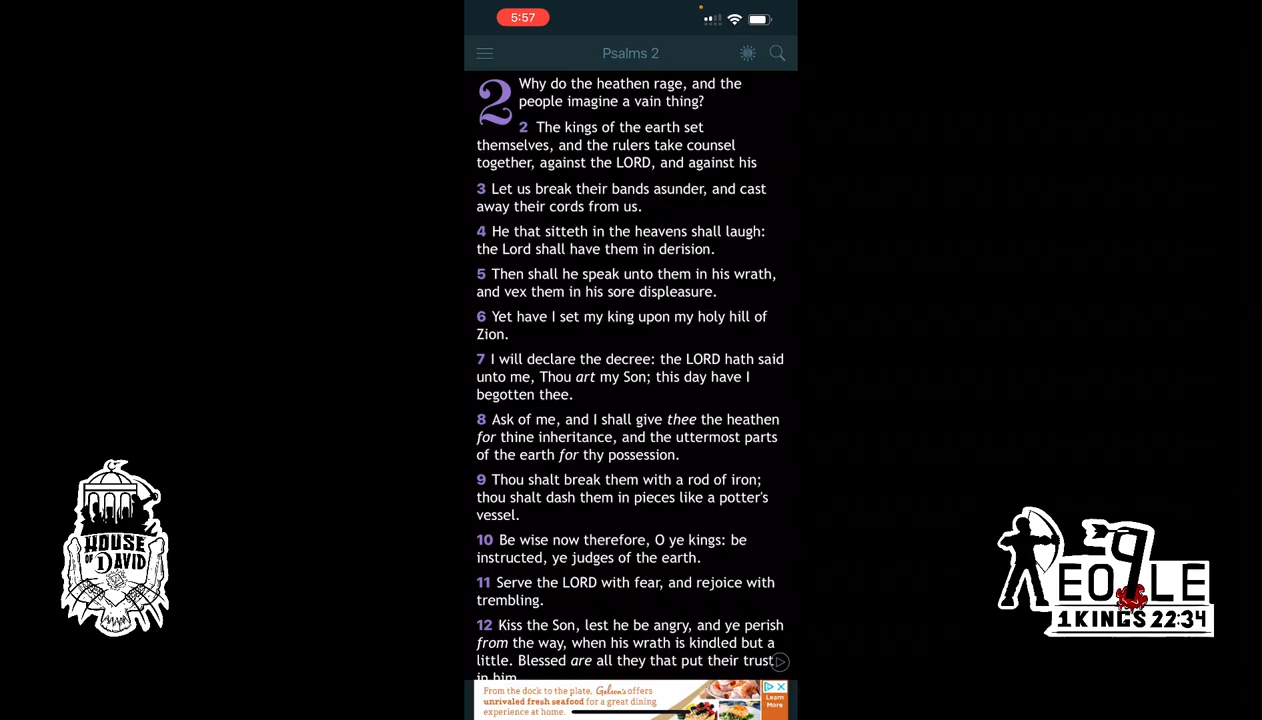 5:57
Psalms 2
2 Why do the heathen rage, and the
people imagine a vain thing?
2 The kings of the earth set
themselves, and the rulers take counsel
together, against the LORD, and against his
3 Let us break their bands asunder, and cast
away their cords from us.
4 He that sitteth in the heavens shall laugh:
the Lord shall have them in derision.
5 Then shall he speak unto them in his wrath,
and vex them in his sore displeasure.
6 Yet have I set my king upon my holy hill of
Zion.
7 I will declare the decree: the LORD hath said
unto me, Thou art my Son; this day have I
begotten thee.
8 Ask of me, and I shall give thee the heathen
for thine inheritance, and the uttermost parts
of the earth for thy possession.
9 Thou shalt break them with a rod of iron;
thou shalt dash them in pieces like a potter's
vessel.
10 Be wise now therefore, O ye kings: be
instructed, ye judges of the earth.
11 Serve the LORD with fear, and rejoice with
trembling.
12 Kiss the Son, lest he be angry, and ye perish
from the way, when his wrath is kindled but a
little. Blessed are all they that put their trust
in him.
From the dock to the plate, Gelson's offers
unrivaled fresh seafood for a great dining
experience at home.
Learn
More
HOUSE
OF DAVID
EO LE
1 KINGS 22:34